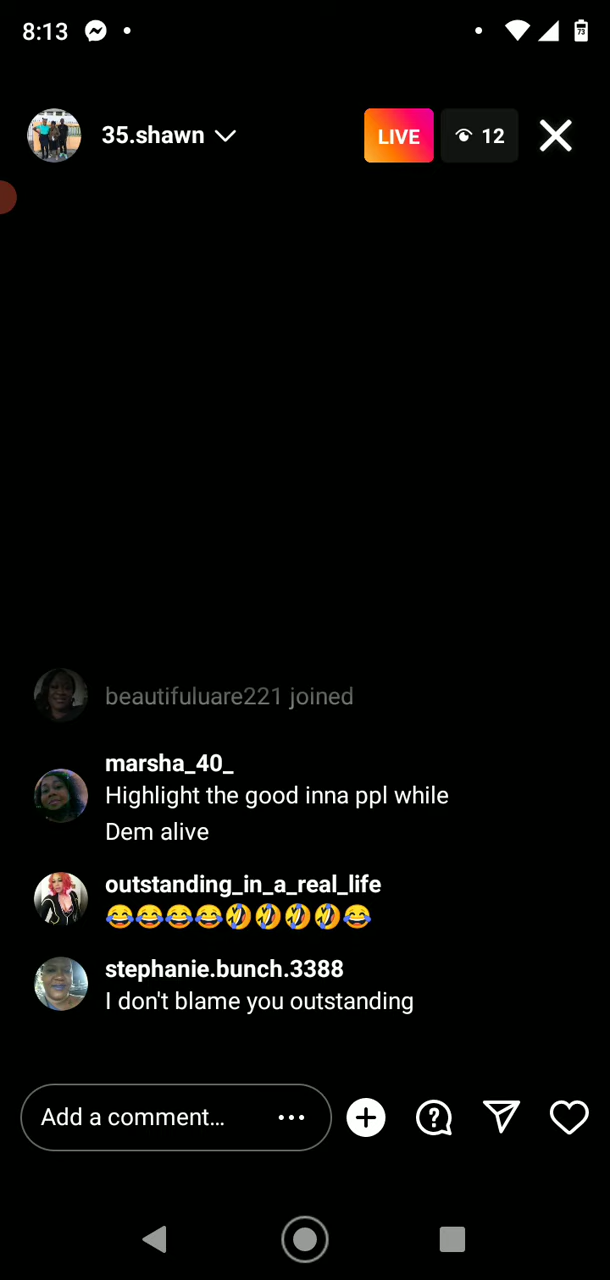 8:13
73
35.shawn
LIVE
12
beautifuluare221 joined
marsha_40_
Highlight the good inna ppl while
Dem alive
outstanding_in_a_real_life
😂😂😂😂🤣🤣🤣🤣😂
stephanie.bunch.3388
I don't blame you outstanding
Add a comment...